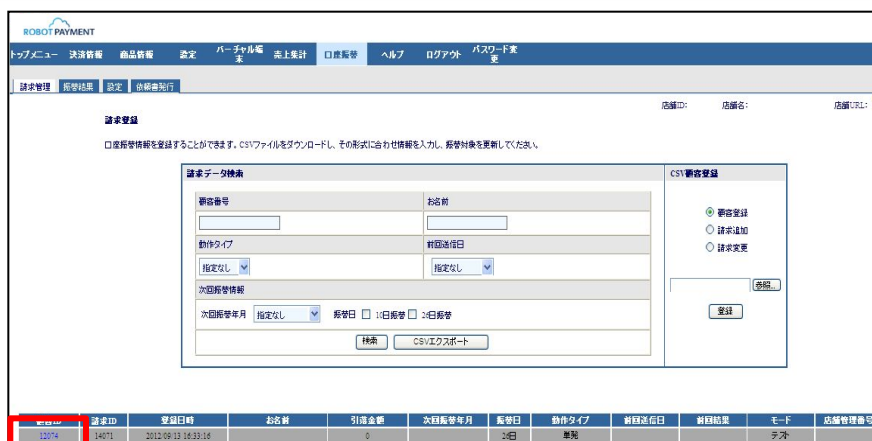 ROBOT PAYMENT
トップメニュー 決済情報 商品情報 設定 バーチャル端末 売上集計 口座振替 ヘルプ ログアウト パスワード変更
請求管理 振替結果 設定 依頼書発行
店舗ID: 店舗名: 店舗URL:
請求登録
口座振替情報を登録することができます。CSVファイルをダウンロードし、その形式に合わせ情報を入力し、振替対象を更新してください。
請求データ検索 CSV顧客登録
顧客番号 お名前
顧客登録
請求追加
動作タイプ 前回送信日
請求変更
指定なし 指定なし
次回振替情報
参照...
次回振替年月 指定なし 振替日 10日振替 26日振替
登録
検索 CSVエクスポート
顧客ID 請求ID 登録日時 お名前 引落金額 次回振替年月 振替日 動作タイプ 前回送信日 前回結果 モード 店舗管理番号
12074 14071 2012/09/13 16:33:16 0 26日 単発 テスト